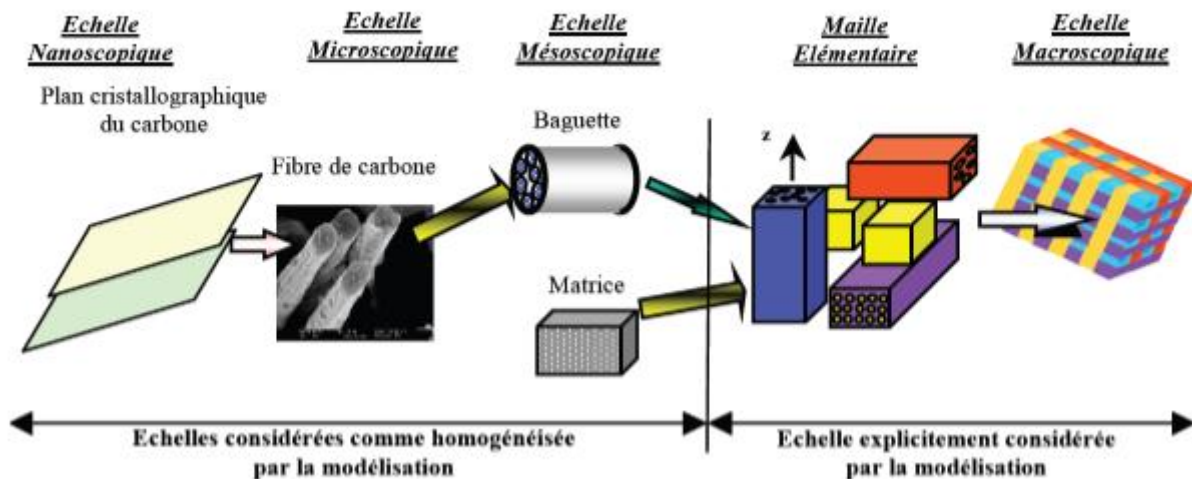 Echelle
Nanoscopique
Echelle
Microscopique
Echelle
Mésoscopique
Maille
Elémentaire
Echelle
Macroscopique
Plan cristallographique
du carbone
Fibre de carbone
Baguette
Matrice
z
Echelles considérées comme homogénéisée
par la modélisation
Echelle explicitement considérée
par la modélisation